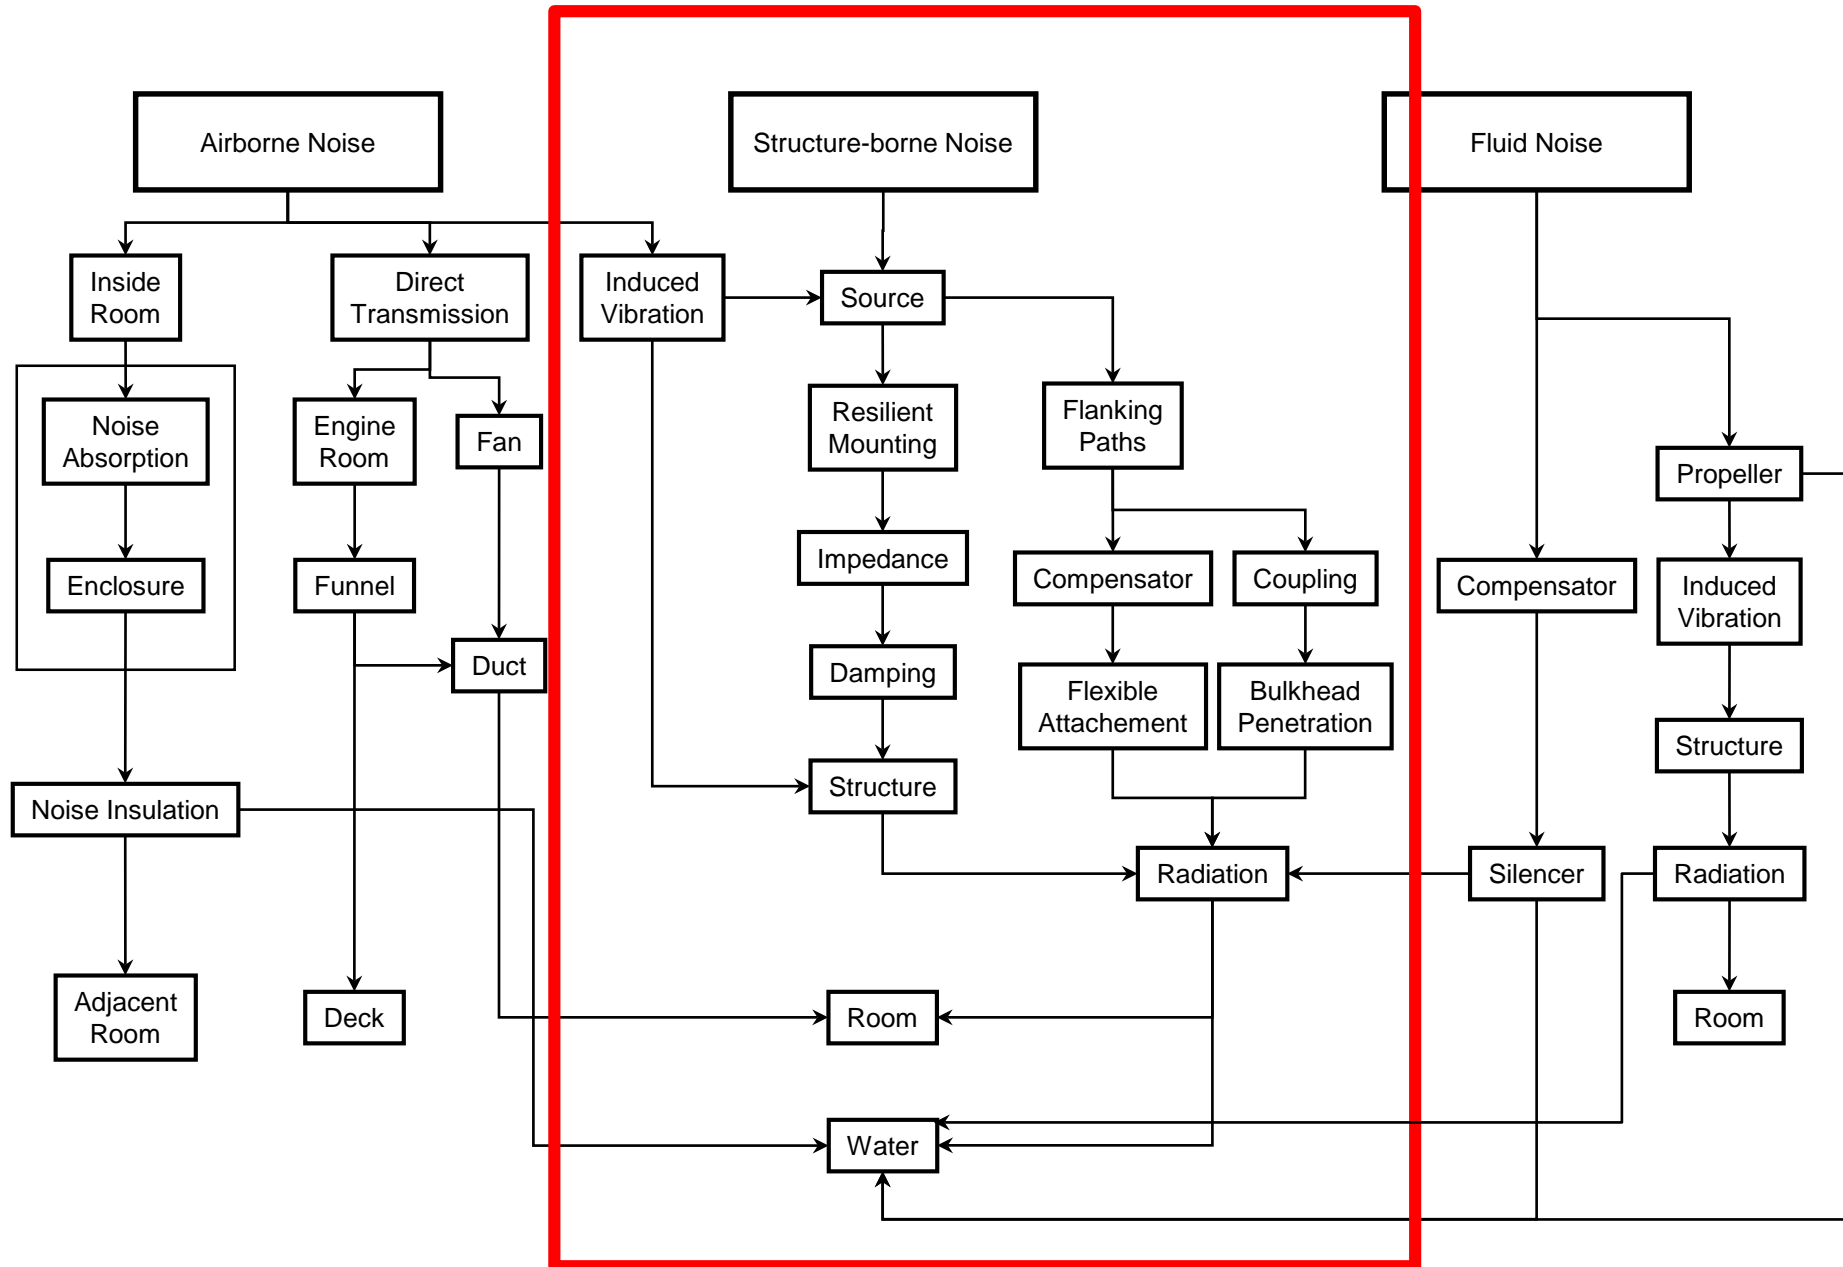 Airborne Noise
Structure-borne Noise
Fluid Noise
Inside
Room
Direct
Transmission
Induced
Vibration
Source
Noise
Absorption
Engine
Room
Fan
Resilient
Mounting
Flanking
Paths
Propeller
Enclosure
Funnel
Impedance
Compensator
Coupling
Compensator
Induced
Vibration
Duct
Damping
Flexible
Attachement
Bulkhead
Penetration
Structure
Noise Insulation
Structure
Radiation
Silencer
Radiation
Adjacent
Room
Deck
Room
Room
Water